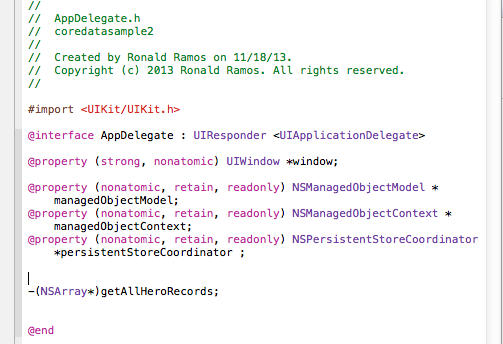 //
//  AppDelegate.h
//  coredatasample2
//
//  Created by Ronald Ramos on 11/18/13.
//  Copyright (c) 2013 Ronald Ramos. All rights reserved.
//
#import <UIKit/UIKit.h>
@interface AppDelegate : UIResponder <UIApplicationDelegate>
@property (strong, nonatomic) UIWindow *window;
@property (nonatomic, retain, readonly) NSManagedObjectModel *
managedObjectModel;
@property (nonatomic, retain, readonly) NSManagedObjectContext *
managedObjectContext;
@property (nonatomic, retain, readonly) NSPersistentStoreCoordinator
*persistentStoreCoordinator ;
-(NSArray*)getAllHeroRecords;
@end